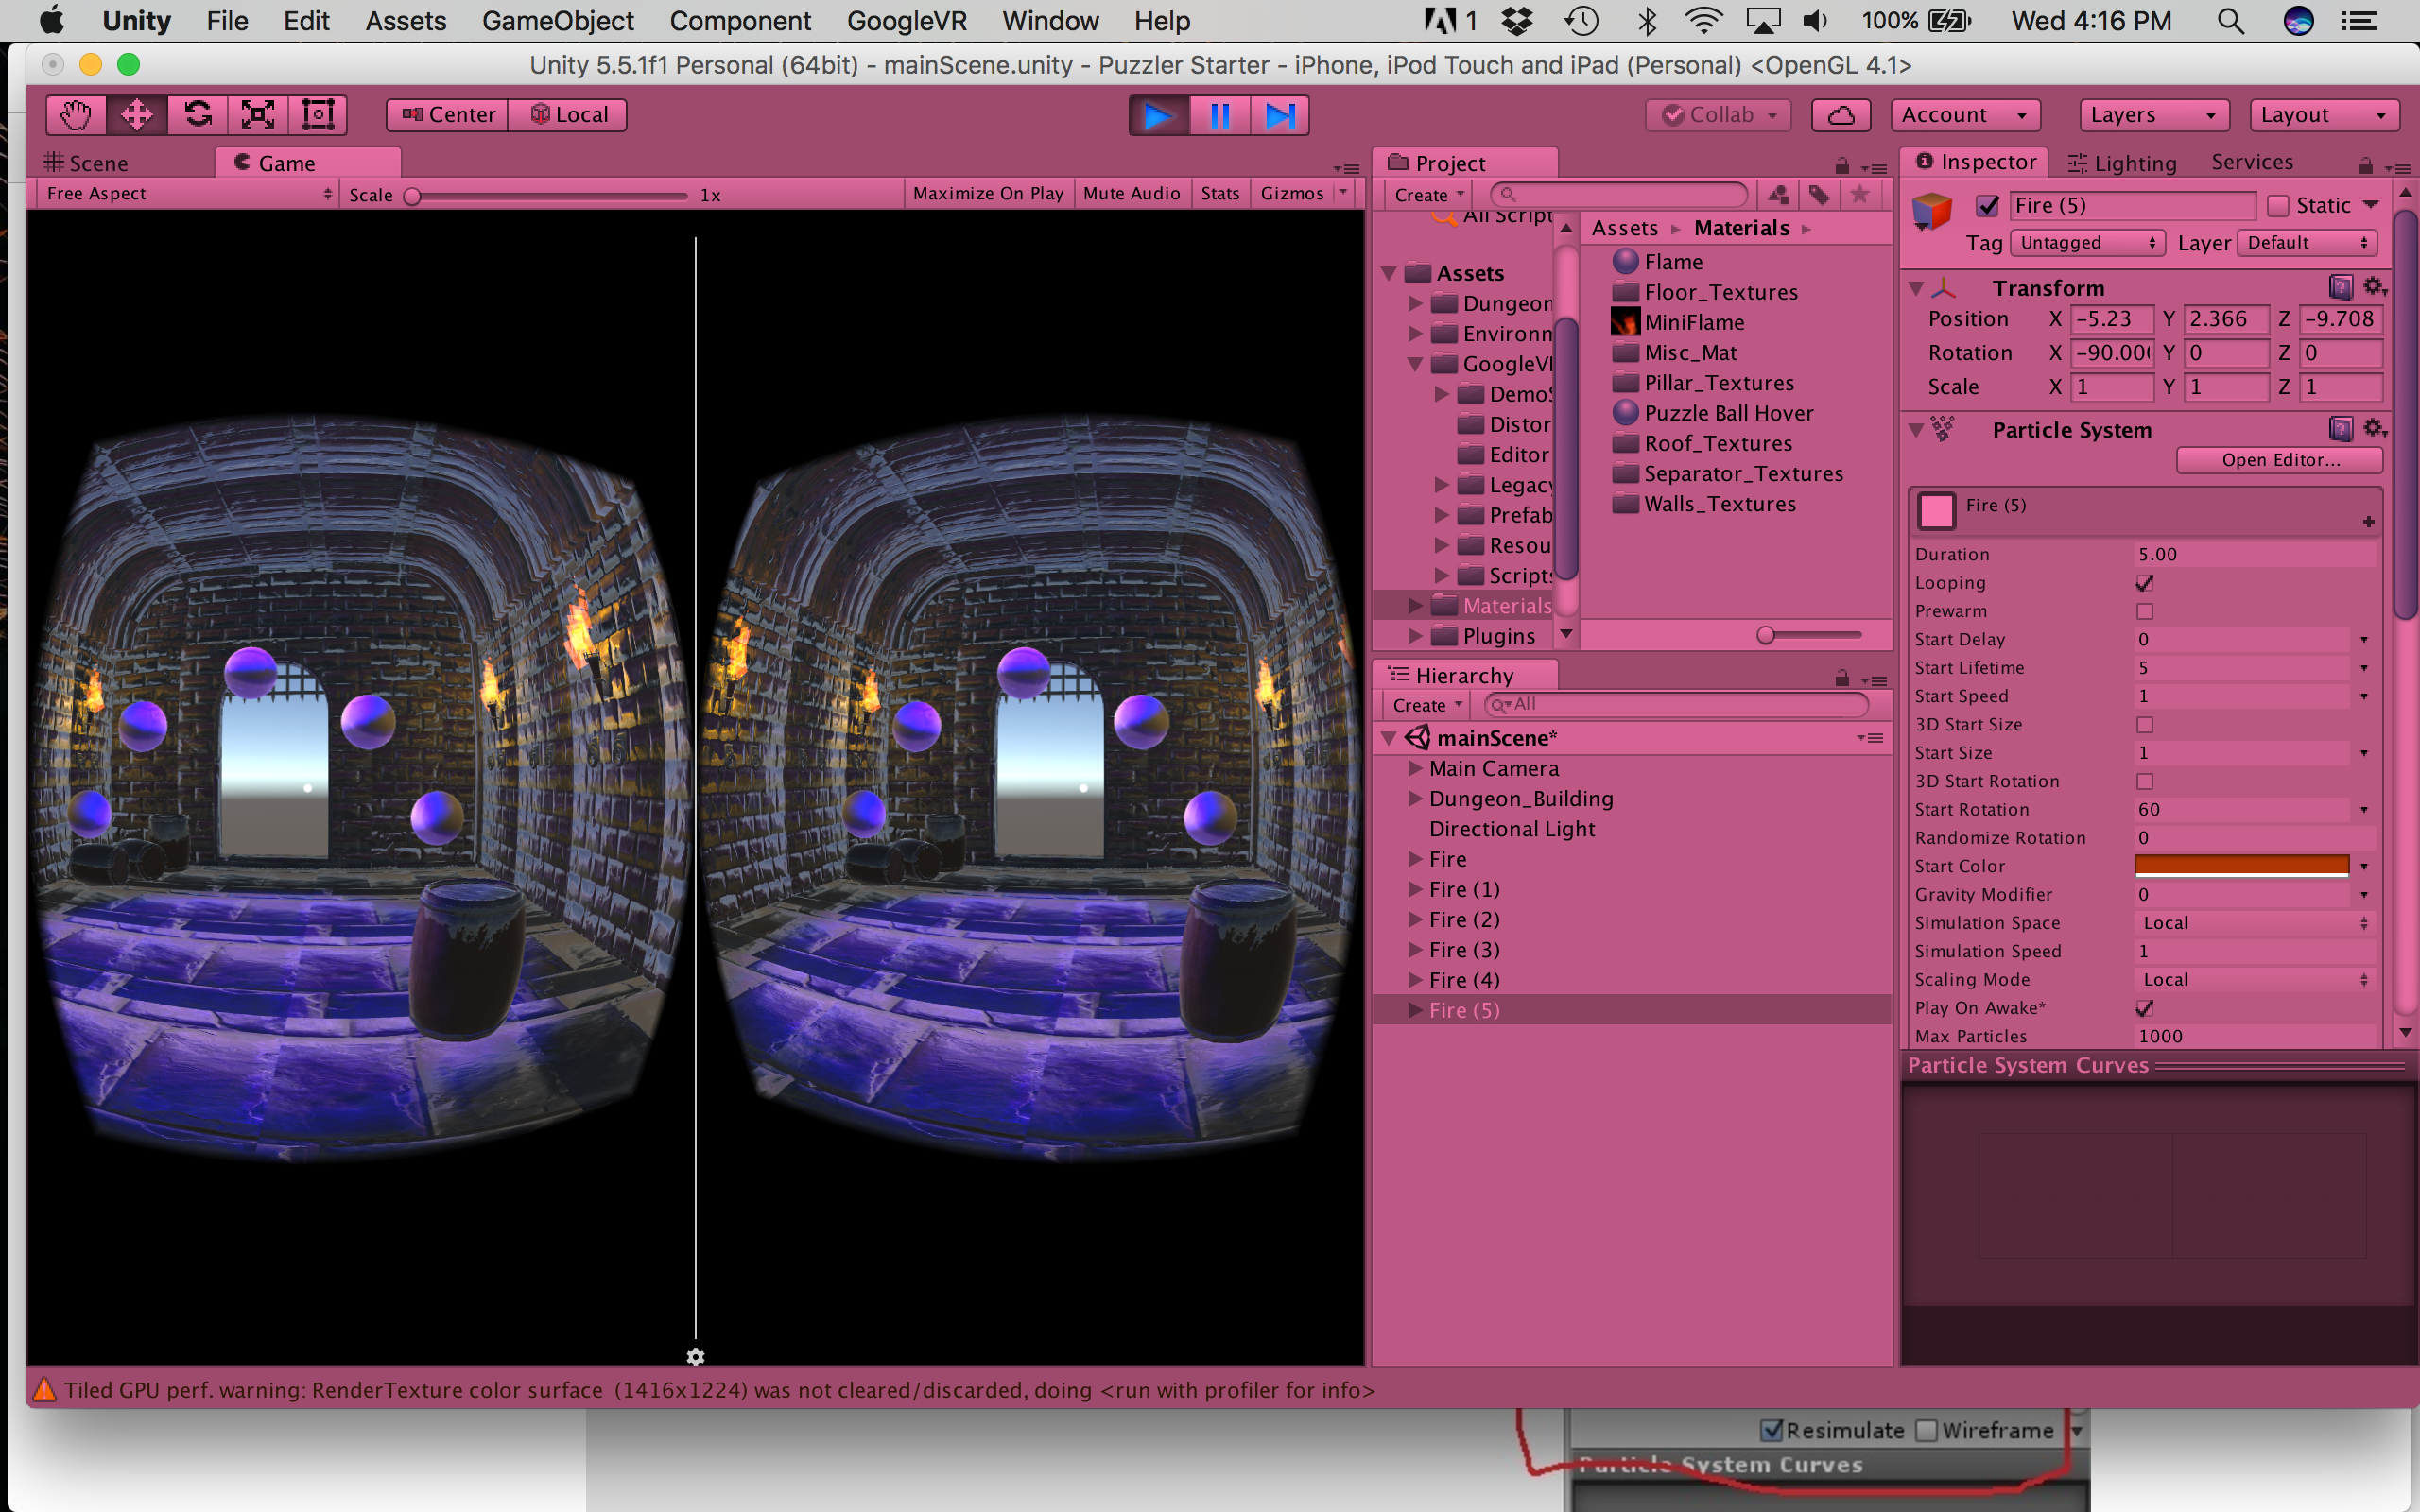 Unity File Edit Assets GameObject Component GoogleVR Window Help 1 100% Wed 4:16 PM
Unity 5.5.1f1 Personal (64bit) - mainScene.unity - Puzzler Starter - iPhone, iPod Touch and iPad (Personal) <OpenGL 4.1>
Center Local Collab Account Layers Layout
Scene Game
Free Aspect Scale 1x Maximize On Play Mute Audio Stats Gizmos
Project
Create
All Script
Assets
Dungeon
Environm
GoogleVI
DemoS
Distor
Editor
Legacy
Prefab
Resou
Scripts
Materials
Plugins
Assets Materials
Flame
Floor_Textures
MiniFlame
Misc_Mat
Pillar_Textures
Puzzle Ball Hover
Roof_Textures
Separator_Textures
Walls_Textures
Hierarchy
Create All
mainScene*
Main Camera
Dungeon_Building
Directional Light
Fire
Fire (1)
Fire (2)
Fire (3)
Fire (4)
Fire (5)
Inspector Lighting Services
Fire (5) Static
Tag Untagged Layer Default
Transform
Position X -5.23 Y 2.366 Z -9.708
Rotation X -90.00( Y 0 Z 0
Scale X 1 Y 1 Z 1
Particle System
Open Editor...
Fire (5)
Duration 5.00
Looping
Prewarm
Start Delay 0
Start Lifetime 5
Start Speed 1
3D Start Size
Start Size 1
3D Start Rotation
Start Rotation 60
Randomize Rotation 0
Start Color
Gravity Modifier 0
Simulation Space Local
Simulation Speed 1
Scaling Mode Local
Play On Awake*
Max Particles 1000
Particle System Curves
Tiled GPU perf. warning: RenderTexture color surface (1416x1224) was not cleared/discarded, doing <run with profiler for info>
Resimulate Wireframe
Particle System Curves